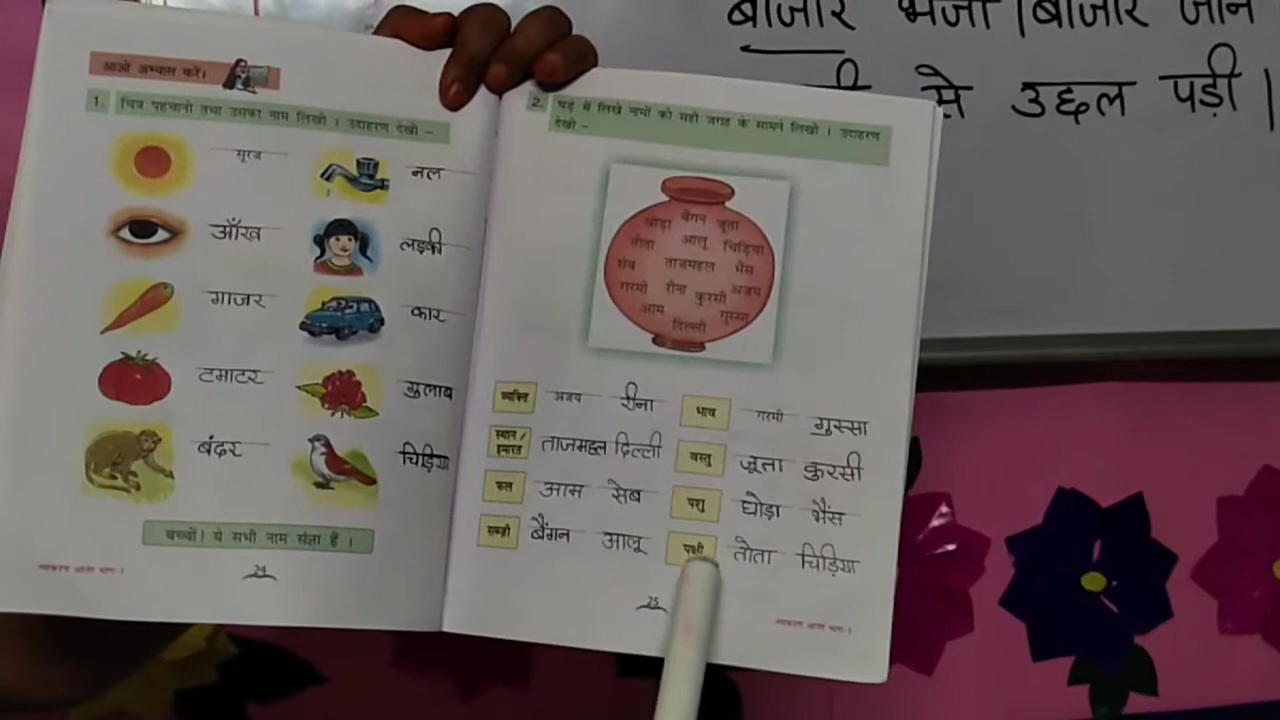 बाजार भेजा। बाजार जाने
से उछल पड़ी।
आओ अभ्यास करें।
1. चित्र पहचानो तथा उसका नाम लिखो । उदाहरण देखो –
सूरज नल
आँख लड़की
गाजर कार
टमाटर गुलाब
बंदर चिड़िया
बच्चों! ये सभी नाम संज्ञा हैं ।
24
2. घड़े में लिखे नामों को सही जगह के सामने लिखो । उदाहरण
देखो –
घोड़ा बैंगन जूता
तोता आलू चिड़िया
सेब ताजमहल भैंस
गरमी रीना कुरसी अजय
आम गुस्सा
दिल्ली
व्यक्ति अजय रीना भाव गरमी गुस्सा
स्थान /
इमारत ताजमहल दिल्ली वस्तु जूता कुरसी
फल आम सेब पशु घोड़ा भैंस
सब्ज़ी बैंगन आलू पक्षी तोता चिड़िया
25